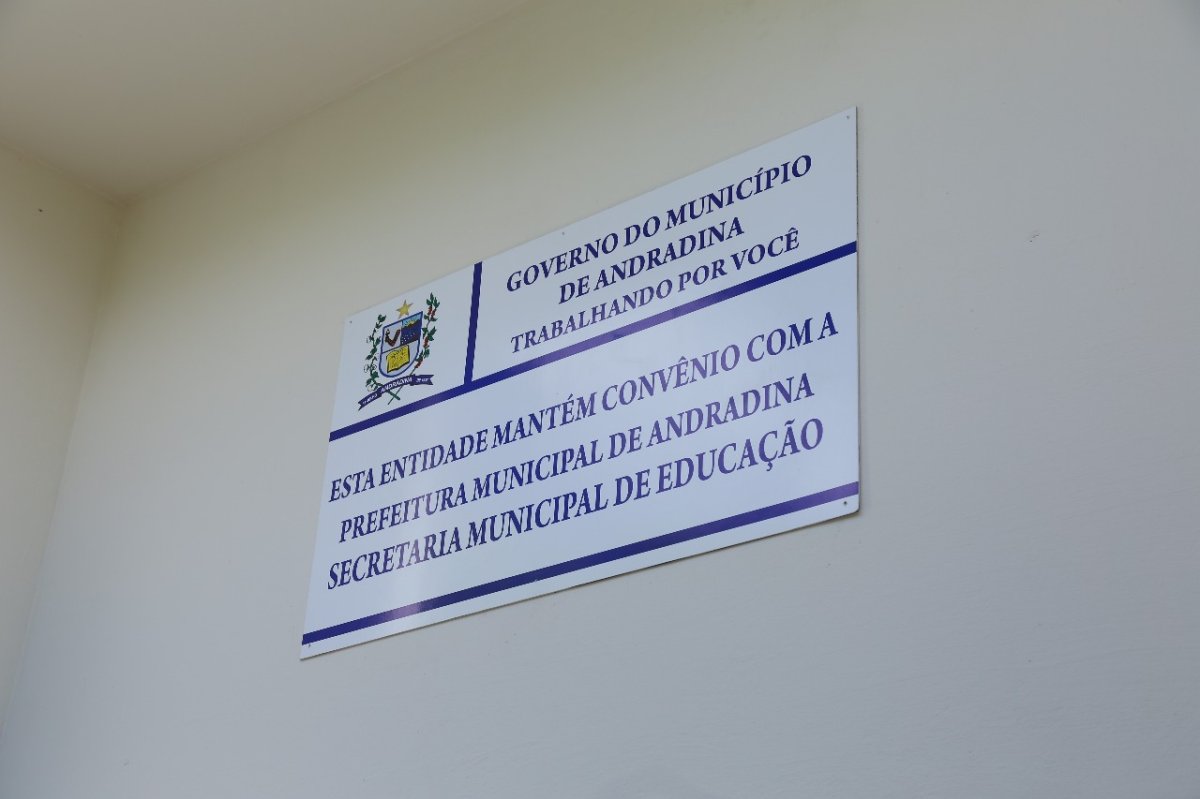 GOVERNO DO MUNICÍPIO
DE ANDRADINA
TRABALHANDO POR VOCÊ
ANDRADINA
ESTA ENTIDADE MANTÉM CONVÊNIO COM A
PREFEITURA MUNICIPAL DE ANDRADINA
SECRETARIA MUNICIPAL DE EDUCAÇÃO